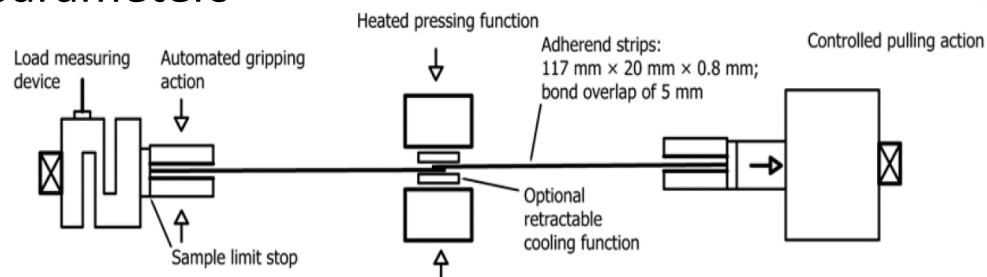 parameters
Heated pressing function
Load measuring
device
Automated gripping
action
Adherend strips:
117 mm × 20 mm × 0.8 mm;
bond overlap of 5 mm
Controlled pulling action
Optional
retractable
cooling function
Sample limit stop